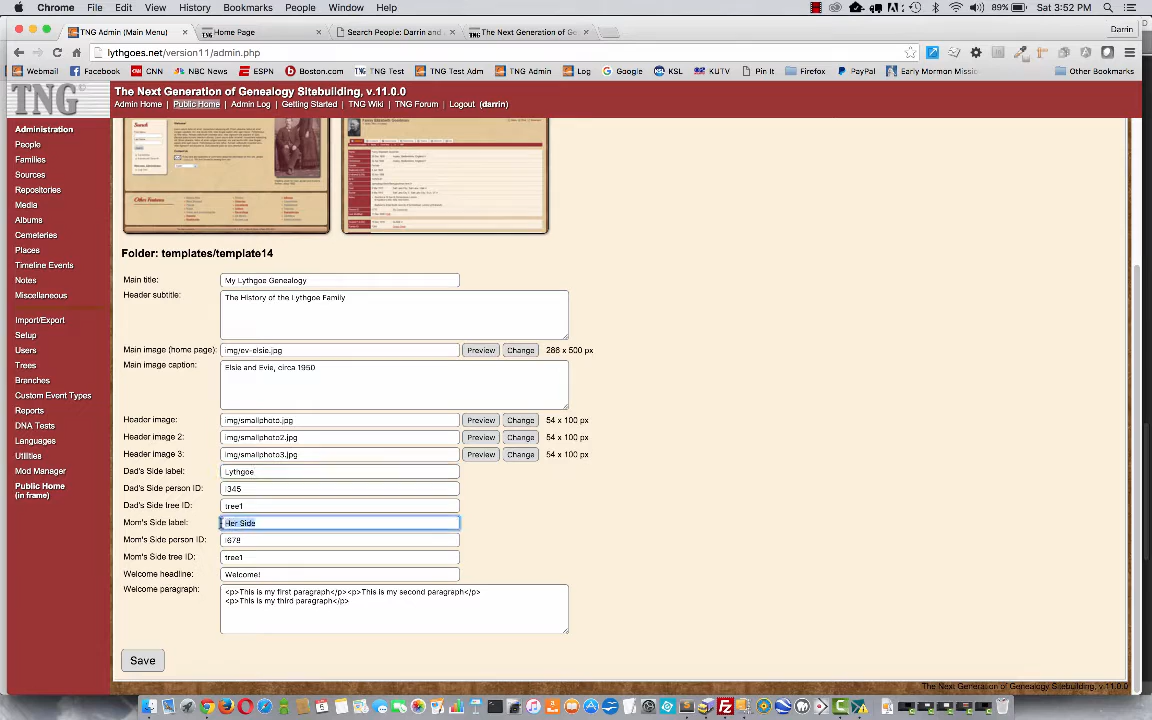 Chrome File Edit View History Bookmarks People Window Help 89% Sat 3:52 PM
TNG Admin (Main Menu) Home Page Search People: Darrin and The Next Generation of Ge Darrin
lythgoes.net/version11/admin.php
Webmail Facebook CNN NBC News ESPN Boston.com TNG Test TNG Test Adm TNG Admin Log Google KSL KUTV Pin It Firefox PayPal Early Mormon Missio Other Bookmarks
TNG
The Next Generation of Genealogy Sitebuilding, v.11.0.0
Admin Home | Public Home | Admin Log | Getting Started | TNG Wiki | TNG Forum | Logout (darrin)
Administration
People
Families
Sources
Repositories
Media
Albums
Cemeteries
Places
Timeline Events
Notes
Miscellaneous
Import/Export
Setup
Users
Trees
Branches
Custom Event Types
Reports
DNA Tests
Languages
Utilities
Mod Manager
Public Home
(in frame)
Other Features
Folder: templates/template14
Main title: My Lythgoe Genealogy
Header subtitle: The History of the Lythgoe Family
Main image (home page): img/ev-elsie.jpg Preview Change 286 x 500 px
Main image caption: Elsie and Evie, circa 1950
Header image: img/smallphoto.jpg Preview Change 54 x 100 px
Header image 2: img/smallphoto2.jpg Preview Change 54 x 100 px
Header image 3: img/smallphoto3.jpg Preview Change 54 x 100 px
Dad's Side label: Lythgoe
Dad's Side person ID: I345
Dad's Side tree ID: tree1
Mom's Side label: Her Side
Mom's Side person ID: I678
Mom's Side tree ID: tree1
Welcome headline: Welcome!
Welcome paragraph: <p>This is my first paragraph</p><p>This is my second paragraph</p>
<p>This is my third paragraph</p>
Save
The Next Generation of Genealogy Sitebuilding, v.11.0.0